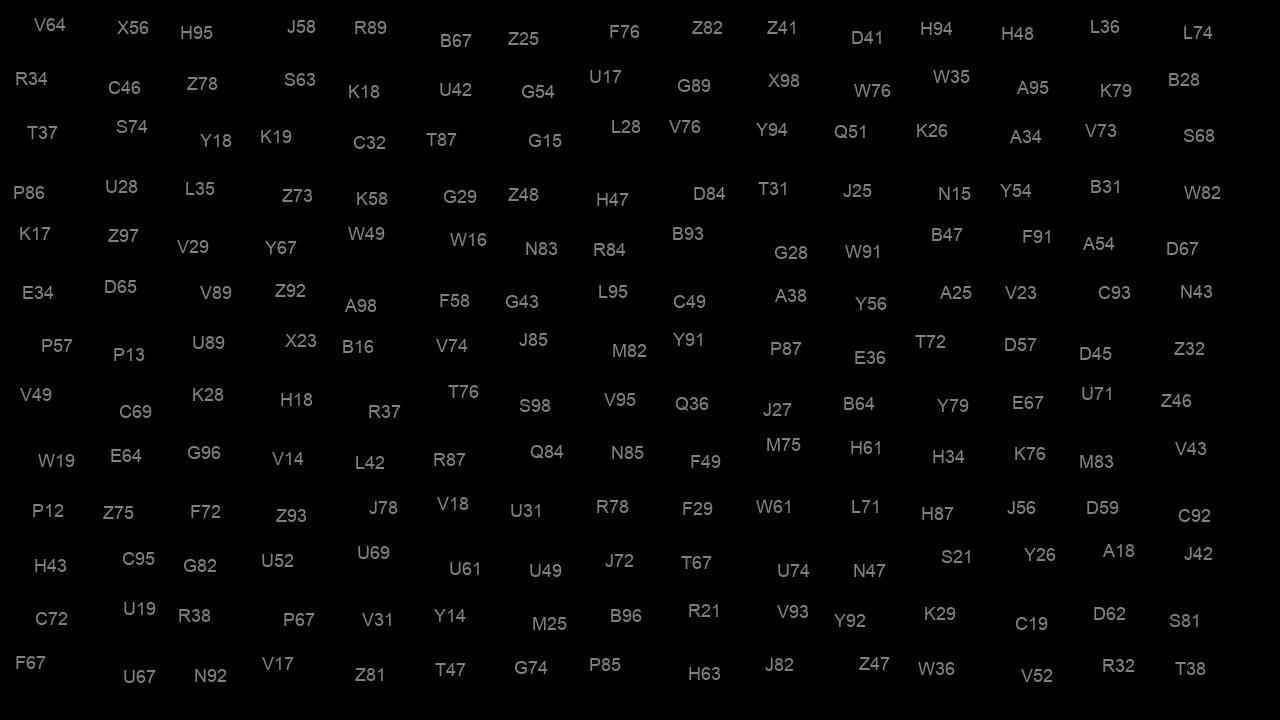 V64 X56 H95 J58 R89 B67 Z25 F76 Z82 Z41 D41 H94 H48 L36 L74
R34 C46 Z78 S63 K18 U42 G54 U17 G89 X98 W76 W35 A95 K79 B28
T37 S74 Y18 K19 C32 T87 G15 L28 V76 Y94 Q51 K26 A34 V73 S68
P86 U28 L35 Z73 K58 G29 Z48 H47 D84 T31 J25 N15 Y54 B31 W82
K17 Z97 V29 Y67 W49 W16 N83 R84 B93 G28 W91 B47 F91 A54 D67
E34 D65 V89 Z92 A98 F58 G43 L95 C49 A38 Y56 A25 V23 C93 N43
P57 P13 U89 X23 B16 V74 J85 M82 Y91 P87 E36 T72 D57 D45 Z32
V49 C69 K28 H18 R37 T76 S98 V95 Q36 J27 B64 Y79 E67 U71 Z46
W19 E64 G96 V14 L42 R87 Q84 N85 F49 M75 H61 H34 K76 M83 V43
P12 Z75 F72 Z93 J78 V18 U31 R78 F29 W61 L71 H87 J56 D59 C92
H43 C95 G82 U52 U69 U61 U49 J72 T67 U74 N47 S21 Y26 A18 J42
C72 U19 R38 P67 V31 Y14 M25 B96 R21 V93 Y92 K29 C19 D62 S81
F67 U67 N92 V17 Z81 T47 G74 P85 H63 J82 Z47 W36 V52 R32 T38